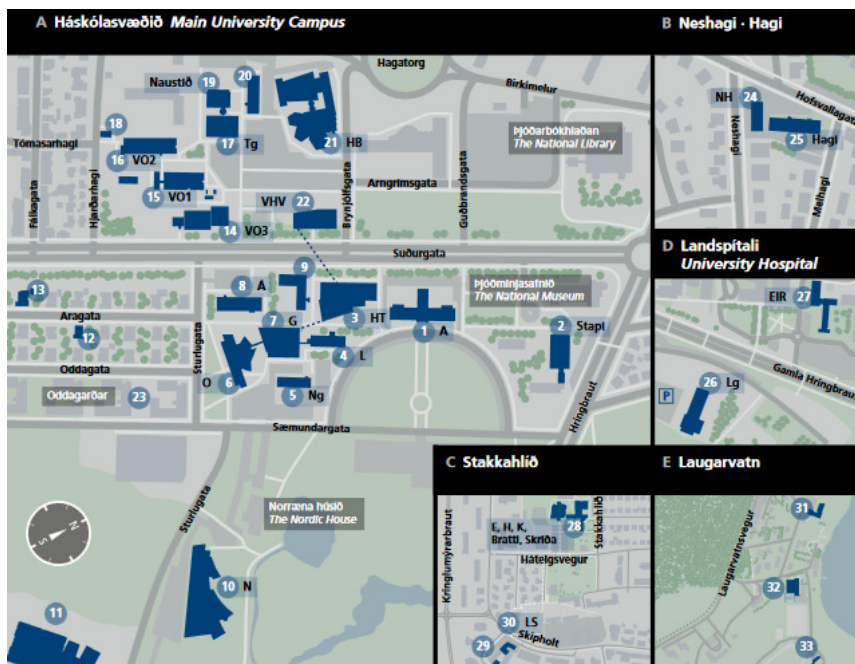 A Háskólasvæðið Main University Campus
Hagatorg
Naustið
19
20
Birkimelur
18
Tómasarhagi
17 Tg
21 HB
Þjóðarbókhlaðan
The National Library
16 VO2
15 VO1
Arngrímsgata
Fálkagata
Hjarðarhagi
VHV 22
Brynjólfsgata
Guðbrandsgata
14 VO3
Suðurgata
13
8 A
9
Þjóðminjasafnið
The National Museum
Aragata
7 G
3 HT
1 A
2 Stapi
12
Sturlugata
4 L
Oddagata
O 6
5 Ng
Oddagarðar 23
Hringbraut
Sæmundargata
Norræna húsið
The Nordic House
Sturlugata
S N
10 N
11
B Neshagi · Hagi
NH 24
Hofsvallagata
25 Hagi
Neshagi
Melhagi
D Landspítali
University Hospital
EIR 27
Gamla Hringbraut
26 Lg
P
C Stakkahlíð
E, H, K,
Bratti, Skriða
28
Stakkahlíð
Háteigsvegur
Kringlumýrarbraut
30 LS
Skipholt
29
E Laugarvatn
31
Laugarvatnsvegur
32
33